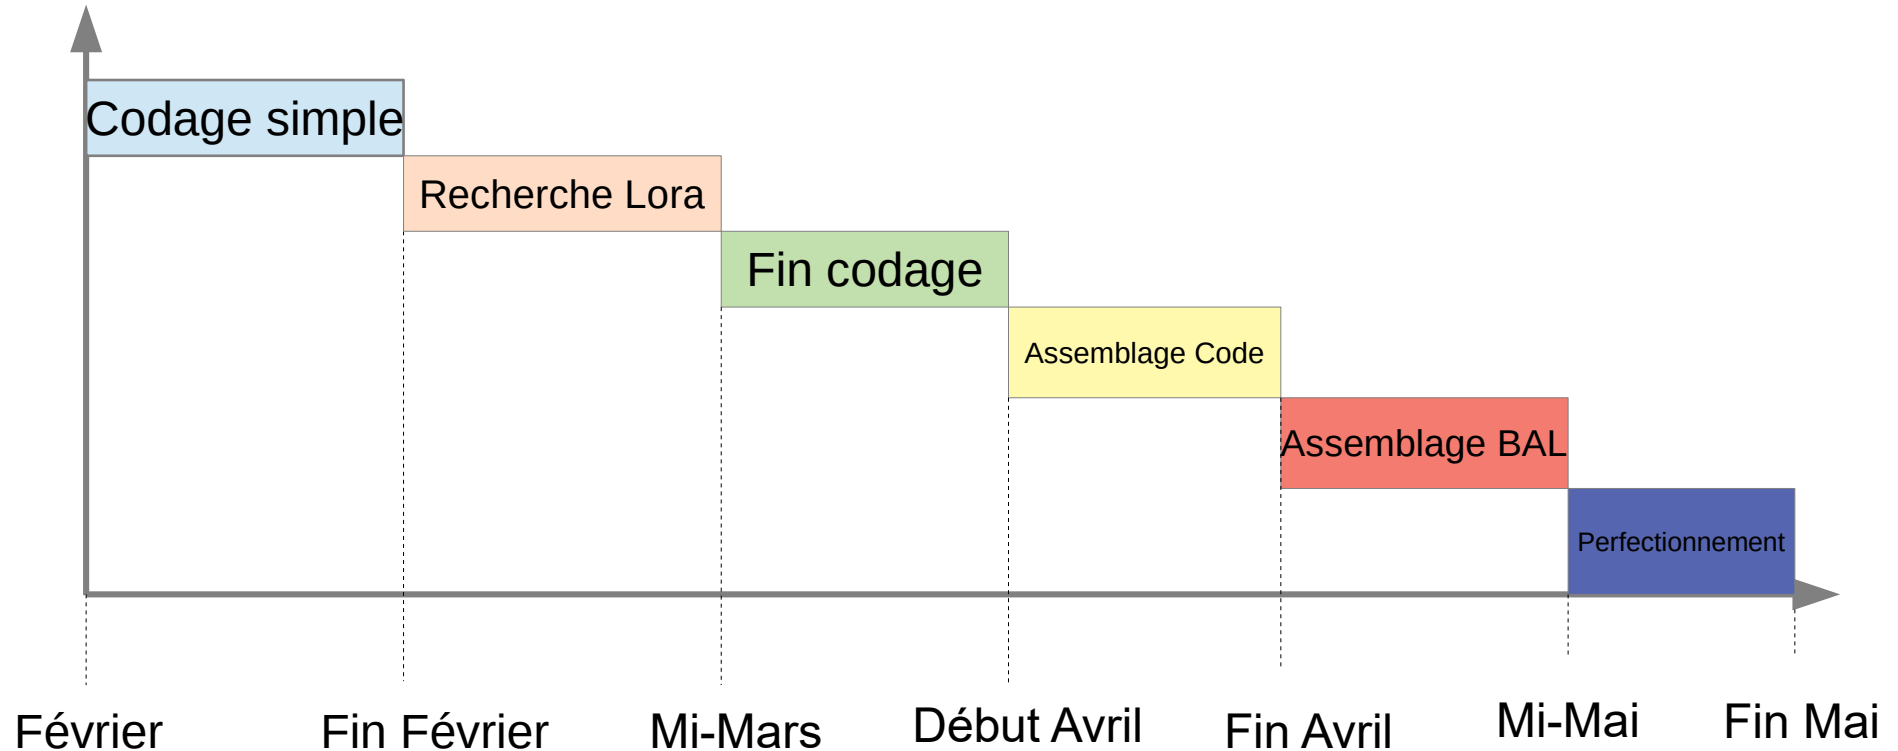 Codage simple
Recherche Lora
Fin codage
Assemblage Code
Assemblage BAL
Perfectionnement
Février
Fin Février
Mi-Mars
Début Avril
Fin Avril
Mi-Mai
Fin Mai